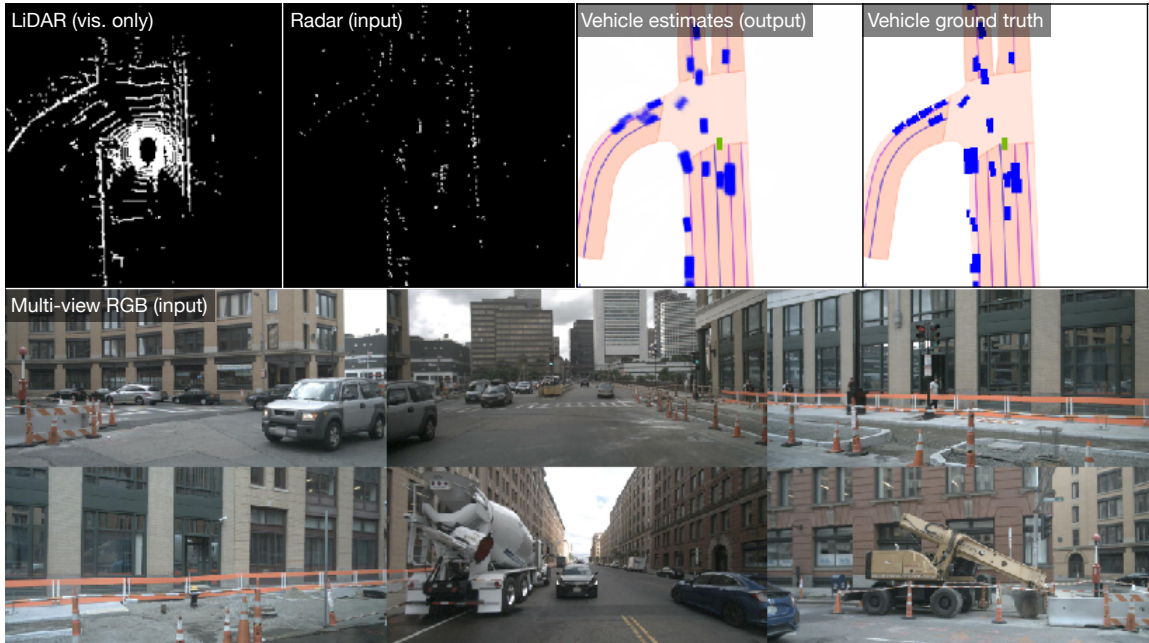 LiDAR (vis. only)
Radar (input)
Vehicle estimates (output)
Vehicle ground truth
Multi-view RGB (input)